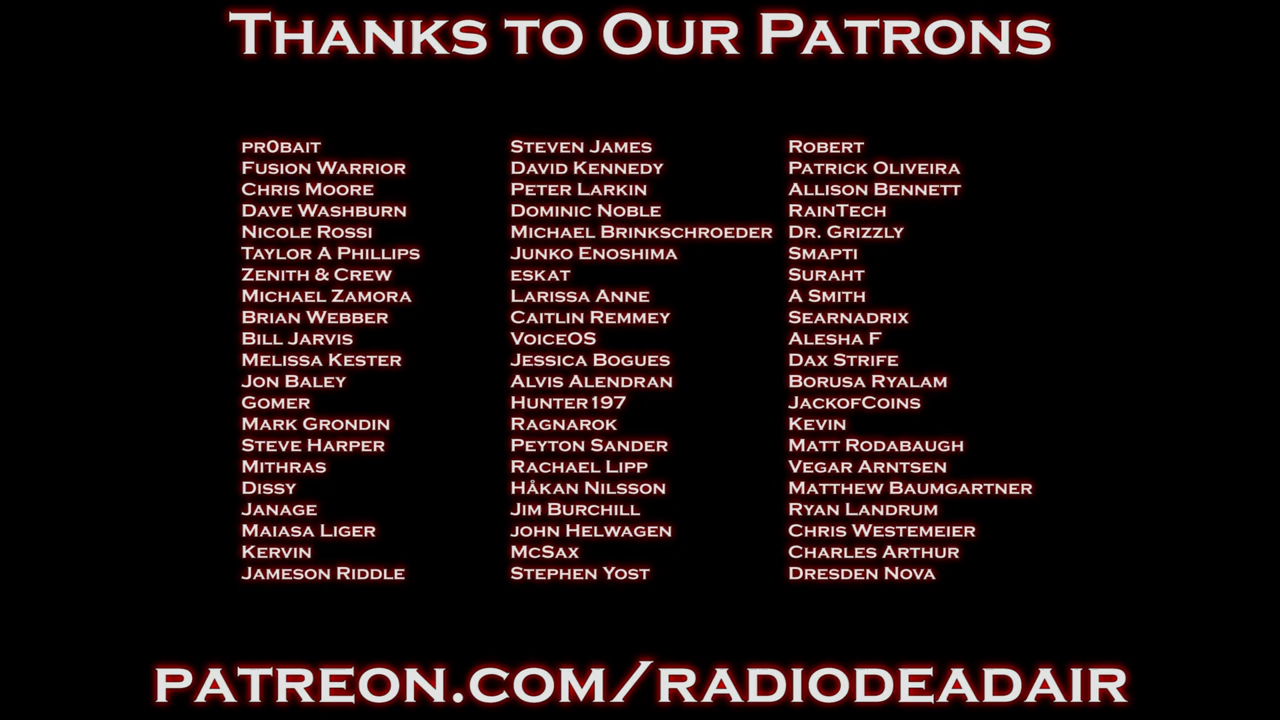 Thanks to Our Patrons
pr0bait
Fusion Warrior
Chris Moore
Dave Washburn
Nicole Rossi
Taylor A Phillips
Zenith & Crew
Michael Zamora
Brian Webber
Bill Jarvis
Melissa Kester
Jon Baley
Gomer
Mark Grondin
Steve Harper
Mithras
Dissy
Janage
Maiasa Liger
Kervin
Jameson Riddle
Steven James
David Kennedy
Peter Larkin
Dominic Noble
Michael Brinkschroeder
Junko Enoshima
eskat
Larissa Anne
Caitlin Remmey
VoiceOS
Jessica Bogues
Alvis Alendran
Hunter197
Ragnarok
Peyton Sander
Rachael Lipp
Håkan Nilsson
Jim Burchill
john Helwagen
McSax
Stephen Yost
Robert
Patrick Oliveira
Allison Bennett
RainTech
Dr. Grizzly
Smapti
Suraht
A Smith
Searnadrix
Alesha F
Dax Strife
Borusa Ryalam
JackofCoins
Kevin
Matt Rodabaugh
Vegar Arntsen
Matthew Baumgartner
Ryan Landrum
Chris Westemeier
Charles Arthur
Dresden Nova
patreon.com/radiodeadair